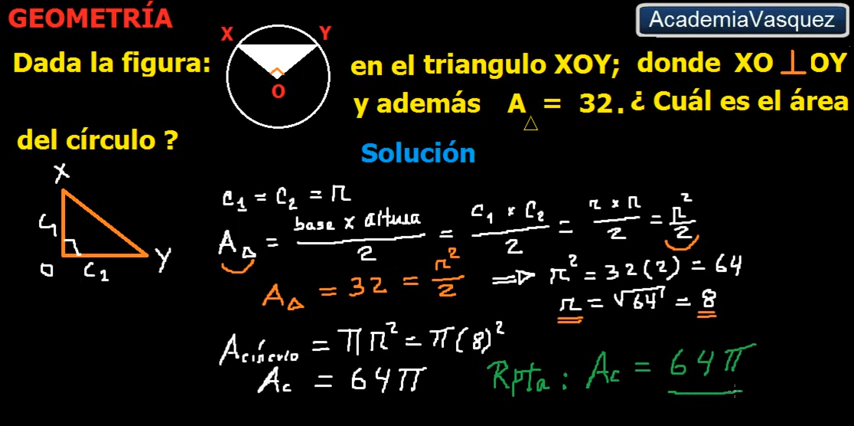 GEOMETRÍA
AcademiaVasquez
X Y
O
Dada la figura: en el triangulo XOY; donde XO ⊥ OY
y además A△ = 32. ¿ Cuál es el área
del círculo ?
Solución
X
C₁
O C₂ Y
C₁ = C₂ = r
A△ = base x altura / 2 = C₁ x C₂ / 2 = r x r / 2 = r² / 2
A△ = 32 = r² / 2 ⟹ r² = 32(2) = 64
r = √64 = 8
Acírculo = πr² = π(8)²
Ac = 64π
Rpta : Ac = 64π